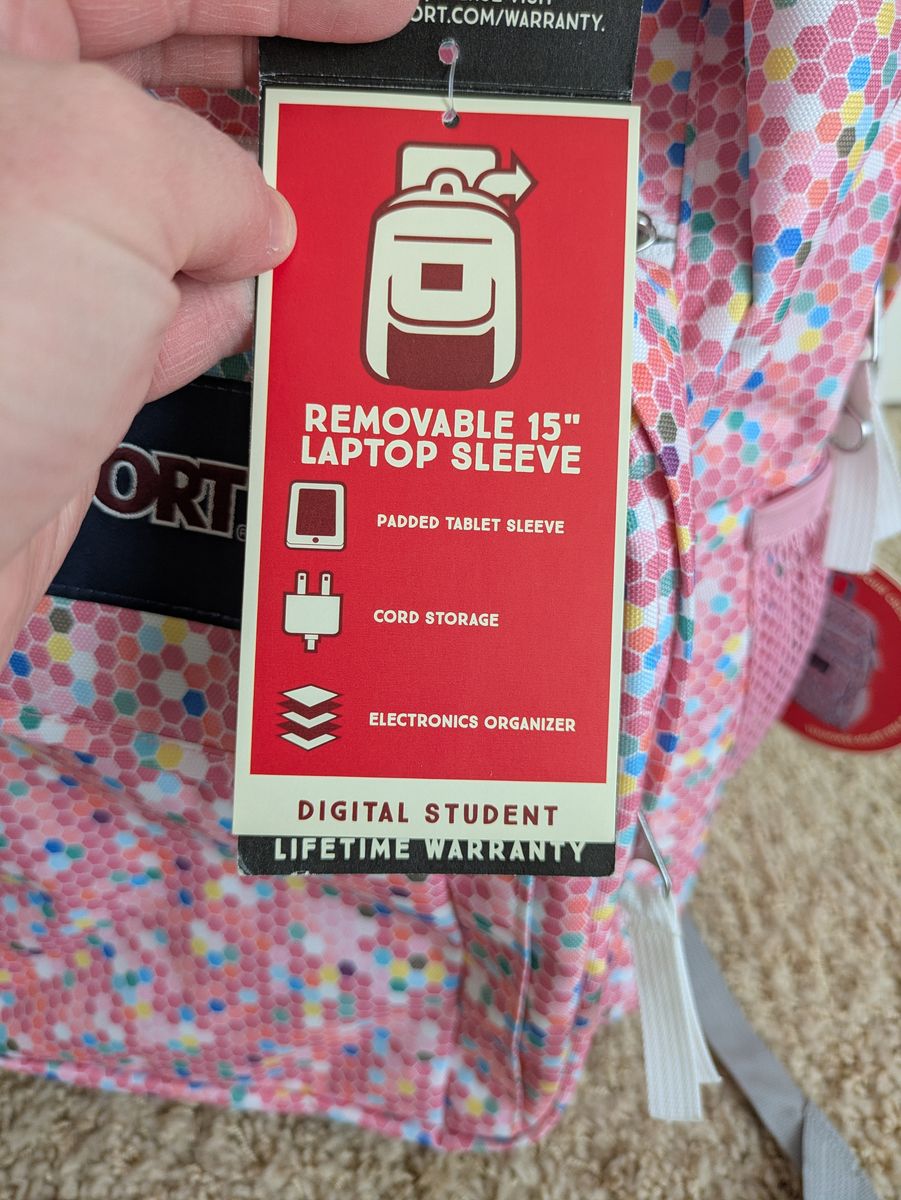 ORT.COM/WARRANTY.
REMOVABLE 15"
LAPTOP SLEEVE
PADDED TABLET SLEEVE
CORD STORAGE
ORT
ELECTRONICS ORGANIZER
DIGITAL STUDENT
LIFETIME WARRANTY